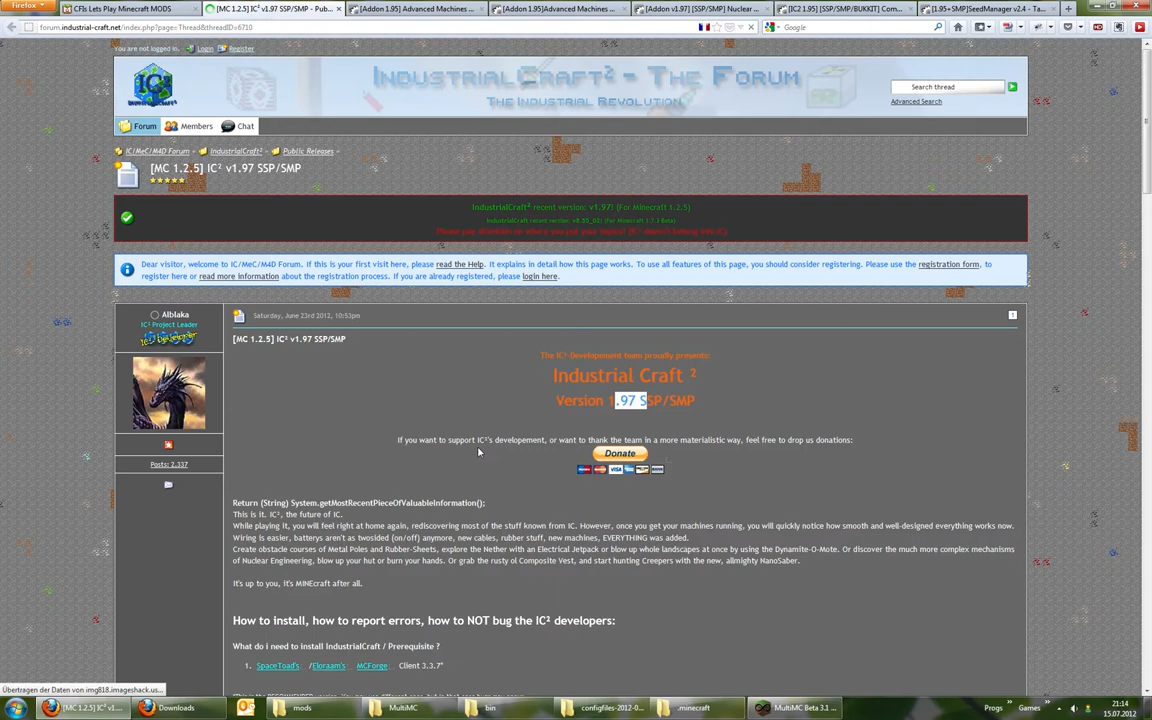 Firefox
CFIs Lets Play Minecraft MODS
[MC 1.2.5] IC² v1.97 SSP/SMP - Pub...
[Addon 1.95] Advanced Machines ...
[Addon 1.95] Advanced Machines...
[Addon v1.97] [SSP/SMP] Nuclear ...
[IC2 1.95] [SSP/SMP/BUKKIT] Com...
[1.95+SMP]SeedManager v2.4 - Ta...
forum.industrial-craft.net/index.php?page=Thread&threadID=6710
Google
You are not logged in.
Login
Register
IndustrialCraft² - The Forum
The Industrial Revolution
Search thread
Advanced Search
Forum
Members
Chat
IC/MeC/M4D Forum
IndustrialCraft²
Public Releases
[MC 1.2.5] IC² v1.97 SSP/SMP
IndustrialCraft² recent version: v1.97) (For Minecraft 1.2.5)
Dear visitor, welcome to IC/MeC/M4D Forum. If this is your first visit here, please read the Help. It explains in detail how this page works. To use all features of this page, you should consider registering. Please use the registration form, to
register here or read more information about the registration process. If you are already registered, please login here.
Alblaka
IC² Project Leader
Posts: 2,337
Saturday, June 23rd 2012, 10:53pm
1
[MC 1.2.5] IC² v1.97 SSP/SMP
The IC² Developement team proudly presents:
Industrial Craft ²
Version 1.97 SSP/SMP
If you want to support IC²'s developement, or want to thank the team in a more materialistic way, feel free to drop us donations:
Donate
VISA
Return (String) System.getMostRecentPieceOfValuableInformation();
This is it. IC², the future of IC.
While playing it, you will feel right at home again, rediscovering most of the stuff known from IC. However, once you get your machines running, you will quickly notice how smooth and well-designed everything works now.
Wiring is easier, batterys aren't as twosided (on/off) anymore, new cables, rubber stuff, new machines, EVERYTHING was added.
Create obstacle courses of Metal Poles and Rubber-Sheets, explore the Nether with an Electrical Jetpack or blow up whole landscapes at once by using the Dynamite-O-Mote. Or discover the much more complex mechanisms
of Nuclear Engineering, blow up your hut or burn your hands. Or grab the rusty ol Composite Vest, and start hunting Creepers with the new, allmighty NanoSaber.
It's up to you, it's MINEcraft after all.
How to install, how to report errors, how to NOT bug the IC² developers:
What do i need to install IndustrialCraft / Prerequisite ?
1. SpaceToad's /Eloraam's MCForge Client 3.3.7*
Übertragen der Daten von img818.imageshack.us...
[MC 1.2.5] IC² v1...
Downloads
mods
MultiMC
bin
configfiles-2012-0...
.minecraft
MultiMC Beta 3.1 ...
Progs
Games
21:14
15.07.2012